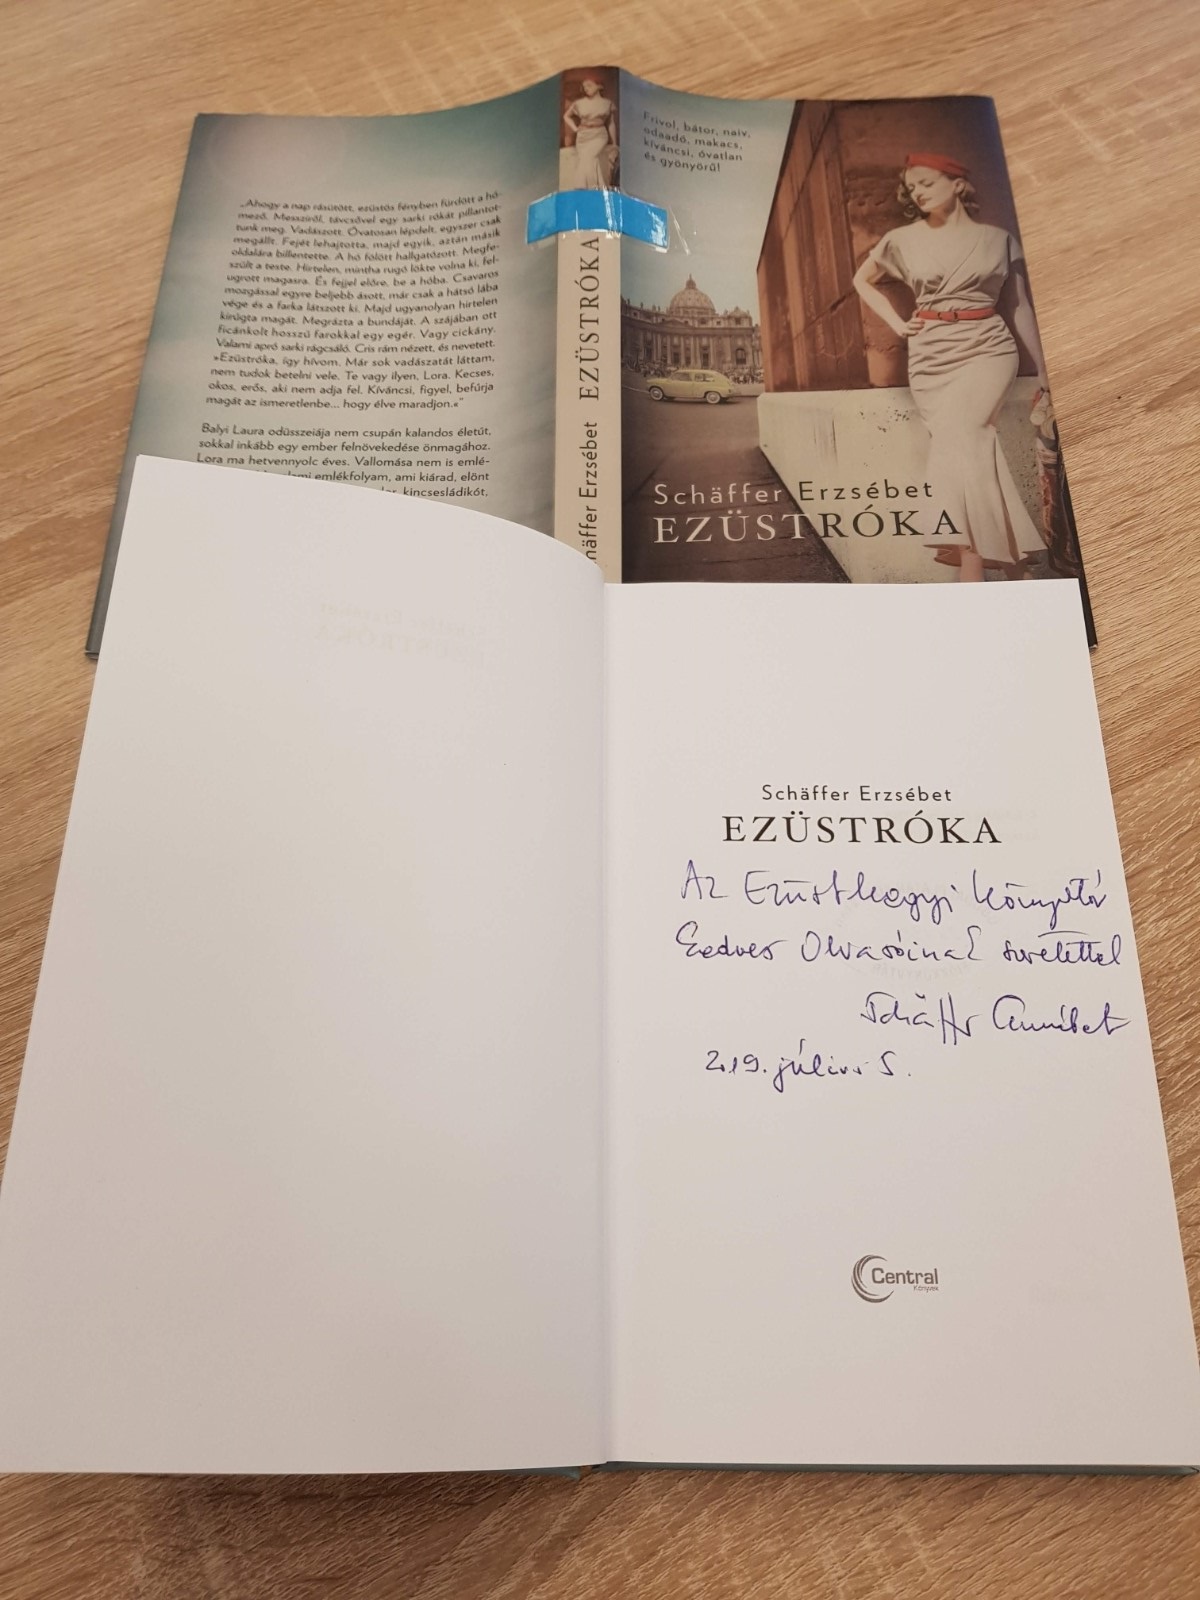 „Ahogy a nap rásütött, ezüstös fényben fürdött a hó-
mező. Messziről, távcsővel egy sarki rókát pillantot-
tunk meg. Vadászott. Óvatosan lépdelt, egyszer csak
megállt. Fejét lehajtotta, majd egyik, aztán másik
oldalára billentette. A hó fölött hallgatózott. Megfe-
szült a teste. Hirtelen, mintha rugó lökte volna ki, fel-
ugrott magasra. És fejjel előre, be a hóba. Csavaros
mozgással egyre beljebb ásott, már csak a hátsó lába
vége és a farka látszott ki. Majd ugyanolyan hirtelen
kirúgta magát. Megrázta a bundáját. A szájában ott
ficánkolt hosszú farokkal egy egér. Vagy cickány.
Valami apró sarki rágcsáló. Cris rám nézett, és nevetett.
»Ezüstróka, így hívom. Már sok vadászatát láttam,
nem tudok betelni vele. Te vagy ilyen, Lora. Kecses,
okos, erős, aki nem adja fel. Kíváncsi, figyel, befúrja
magát az ismeretlenbe... hogy élve maradjon.«"
Balyi Laura odüsszeiája nem csupán kalandos életút,
sokkal inkább egy ember felnövekedése önmagához.
Lora ma hetvennyolc éves. Vallomása nem is emlé-
emlékfolyam, ami kiárad, elönt
kincsesládikót,
häffer Erzsébet EZÜSTRÓKA
Frivol, bátor, naiv,
odaadó, makacs,
kíváncsi, óvatlan
és gyönyörű!
Schäffer Erzsébet
EZÜSTRÓKA
Schäffer Erzsébet
EZÜSTRÓKA
Az Ezüsthegyi Könyvtár
Kedves Olvasóinak szeretettel
Schäffer Erzsébet
2019. július 5.
Central
Könyvek